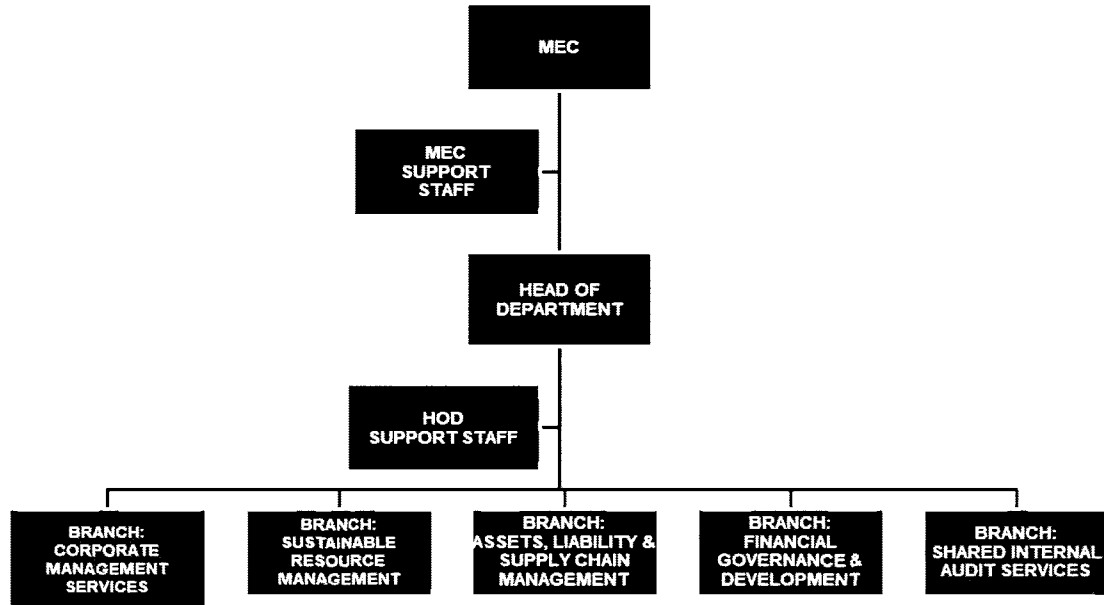 MEC
MEC
SUPPORT
STAFF
HEAD OF
DEPARTMENT
HOD
SUPPORT STAFF
BRANCH:
CORPORATE
MANAGEMENT
SERVICES
BRANCH:
SUSTAINABLE
RESOURCE
MANAGEMENT
BRANCH:
ASSETS, LIABILITY &
SUPPLY CHAIN
MANAGEMENT
BRANCH:
FINANCIAL
GOVERNANCE &
DEVELOPMENT
BRANCH:
SHARED INTERNAL
AUDIT SERVICES